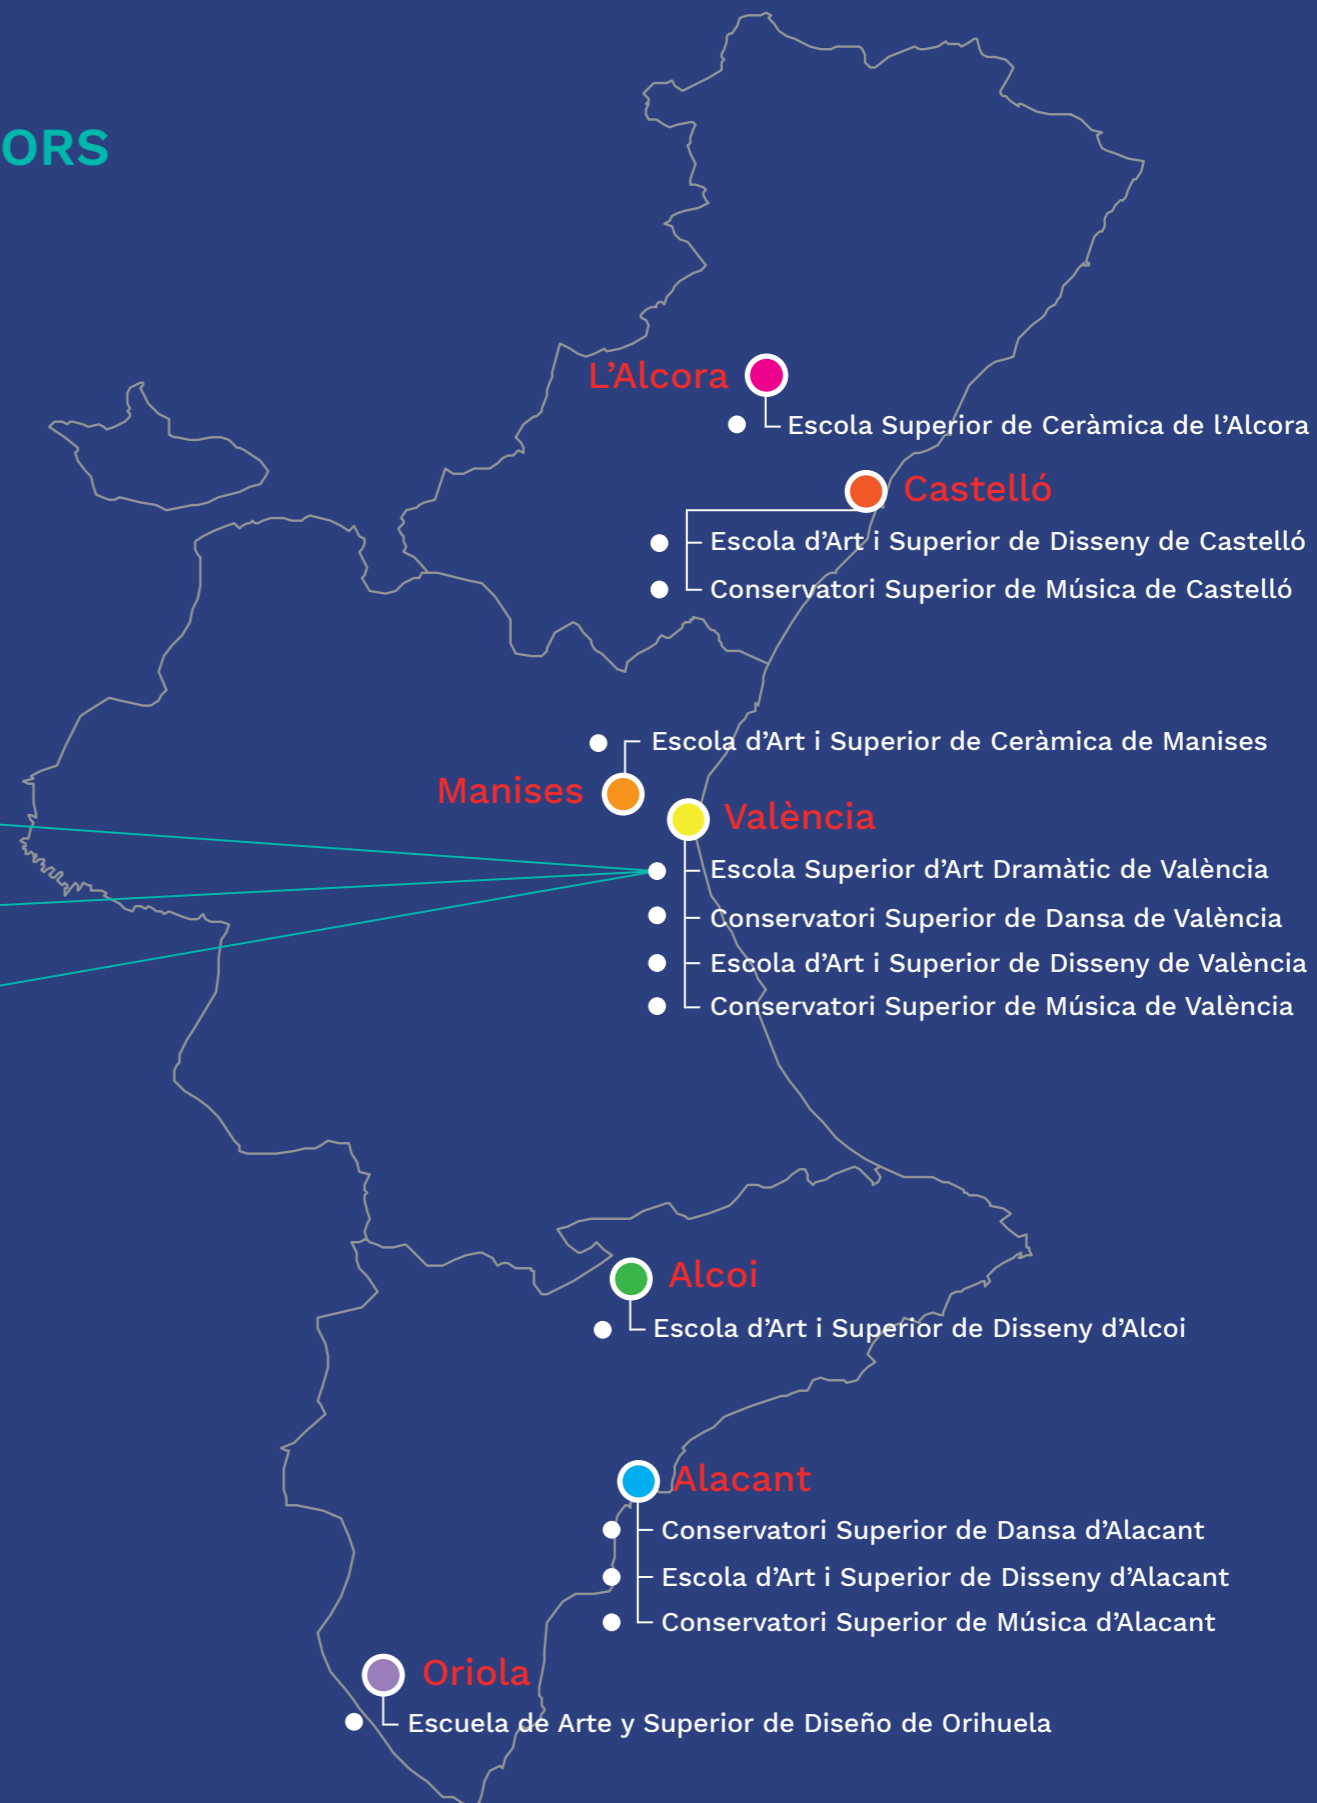 ORS
L’Alcora
Escola Superior de Ceràmica de l’Alcora
Castelló
Escola d’Art i Superior de Disseny de Castelló
Conservatori Superior de Música de Castelló
Escola d’Art i Superior de Ceràmica de Manises
Manises
València
Escola Superior d’Art Dramàtic de València
Conservatori Superior de Dansa de València
Escola d’Art i Superior de Disseny de València
Conservatori Superior de Música de València
Alcoi
Escola d’Art i Superior de Disseny d’Alcoi
Alacant
Conservatori Superior de Dansa d’Alacant
Escola d’Art i Superior de Disseny d’Alacant
Conservatori Superior de Música d’Alacant
Oriola
Escuela de Arte y Superior de Diseño de Orihuela